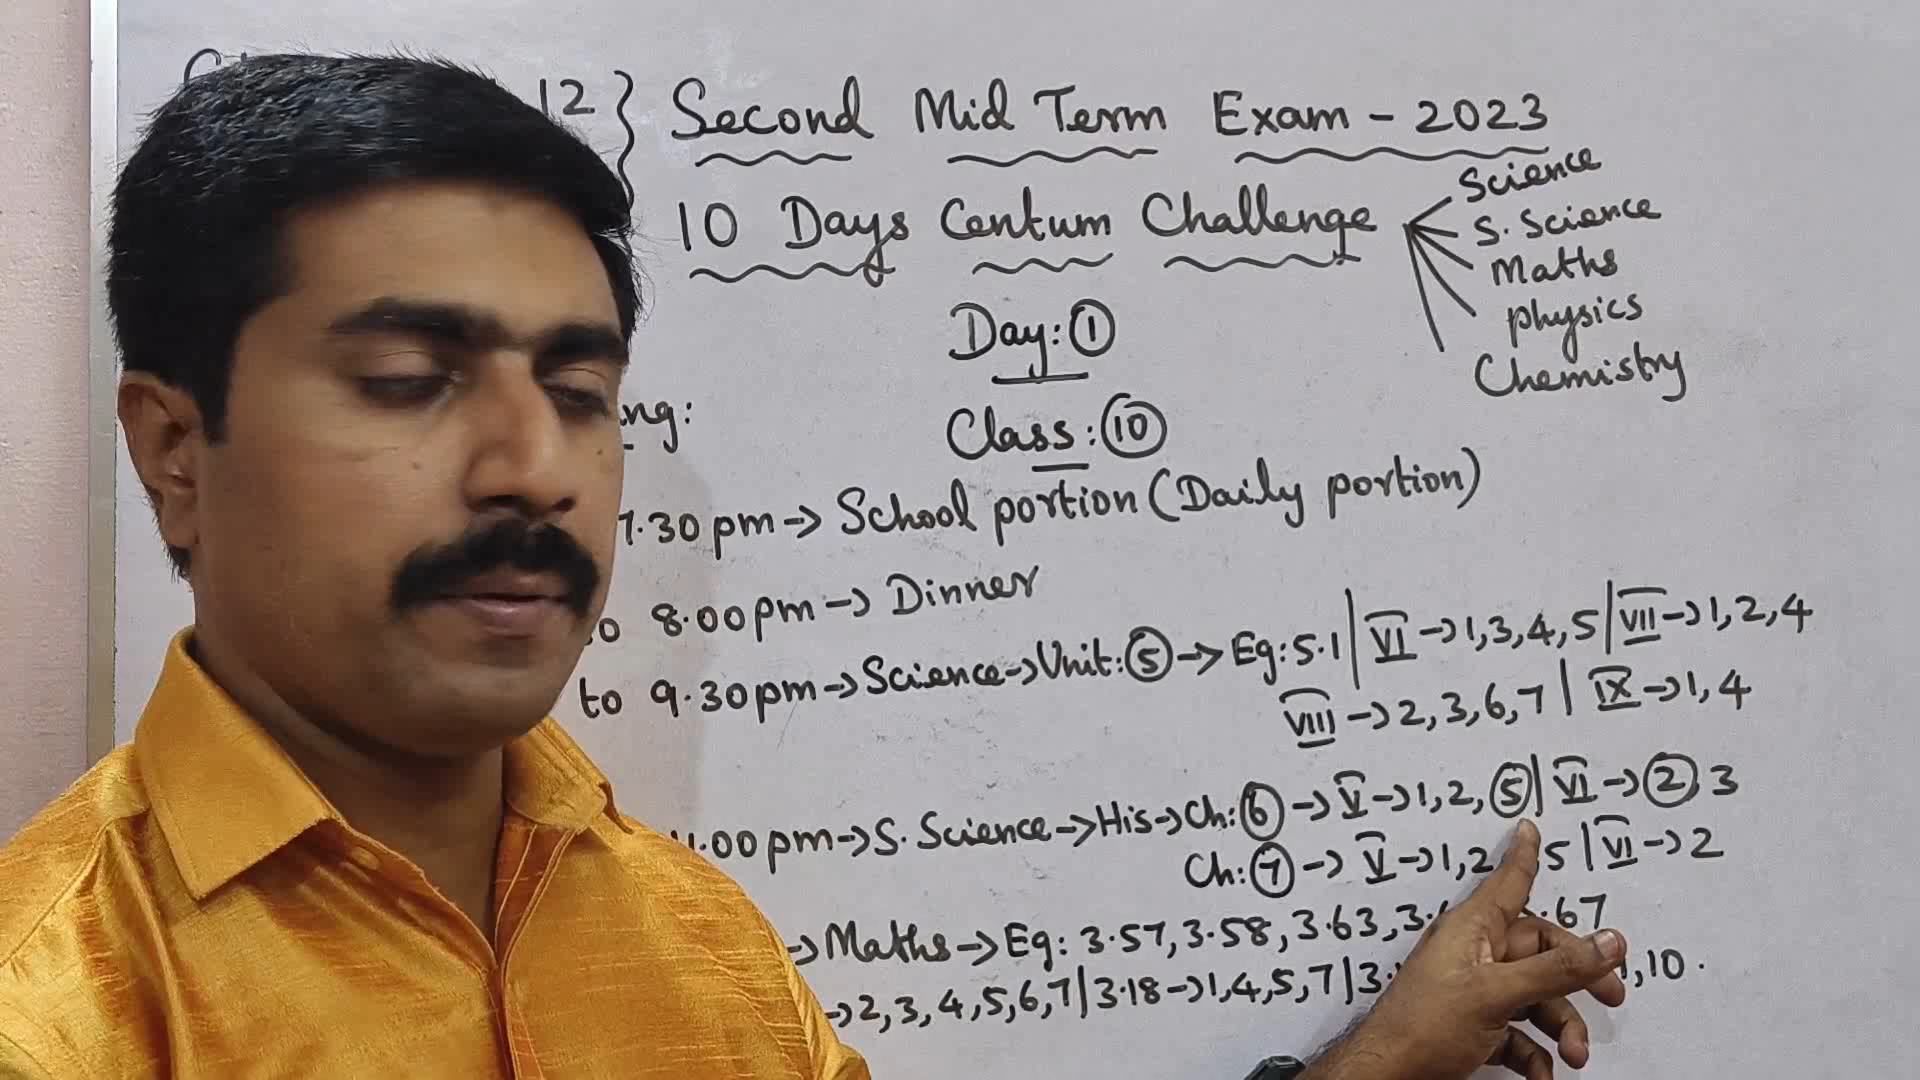 12 } Second Mid Term Exam - 2023
10 Days Centum Challenge
Science
S. Science
Maths
Physics
Chemistry
Day: ①
Class: ⑩
7.30 pm → School portion (Daily portion)
to 8.00 pm → Dinner
to 9.30 pm → Science → Unit: ⑤ → Eg: 5.1 | VI → 1, 3, 4, 5 | VII → 1, 2, 4
VIII → 2, 3, 6, 7 | IX → 1, 4
.00 pm → S. Science → His → Ch: ⑥ → V → 1, 2, ⑤ | VI → ②, 3
Ch: ⑦ → V → 1, 2 5 | VI → 2
→ Maths → Eg: 3.57, 3.58, 3.63, 3. .67
→ 2, 3, 4, 5, 6, 7 | 3.18 → 1, 4, 5, 7 | 3. , 10.